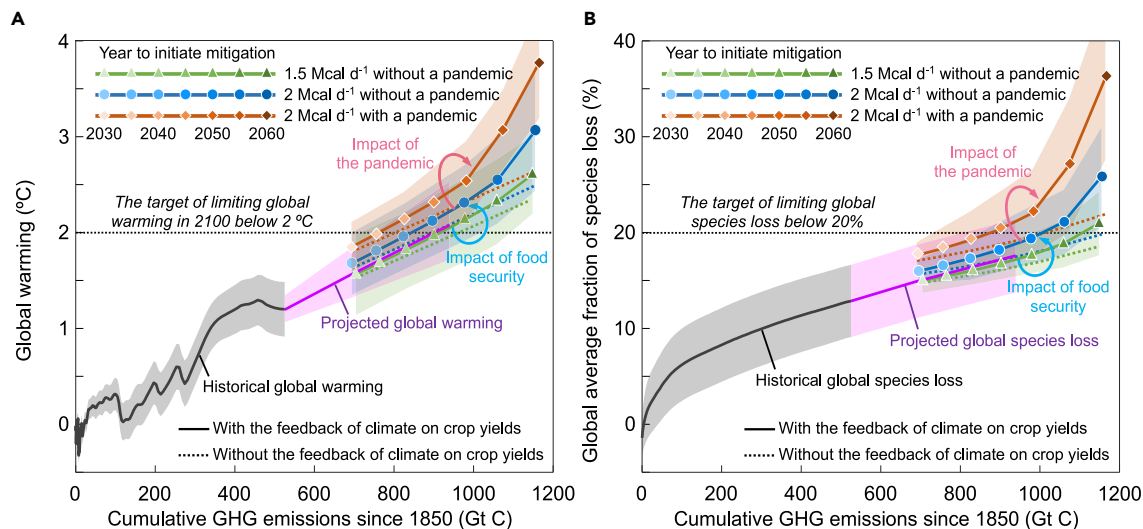 A
4
3
2
1
0
Global warming (ºC)
Year to initiate mitigation
1.5 Mcal d-1 without a pandemic
2 Mcal d-1 without a pandemic
2 Mcal d-1 with a pandemic
2030 2040 2050 2060
Impact of
the pandemic
The target of limiting global
warming in 2100 below 2 ºC
Impact of food
security
Projected global warming
Historical global warming
With the feedback of climate on crop yields
Without the feedback of climate on crop yields
0 200 400 600 800 1000 1200
Cumulative GHG emissions since 1850 (Gt C)
B
40
30
20
10
0
Global average fraction of species loss (%)
Year to initiate mitigation
1.5 Mcal d-1 without a pandemic
2 Mcal d-1 without a pandemic
2 Mcal d-1 with a pandemic
2030 2040 2050 2060
Impact of
the pandemic
The target of limiting global
species loss below 20%
Impact of food
security
Projected global species loss
Historical global species loss
With the feedback of climate on crop yields
Without the feedback of climate on crop yields
0 200 400 600 800 1000 1200
Cumulative GHG emissions since 1850 (Gt C)